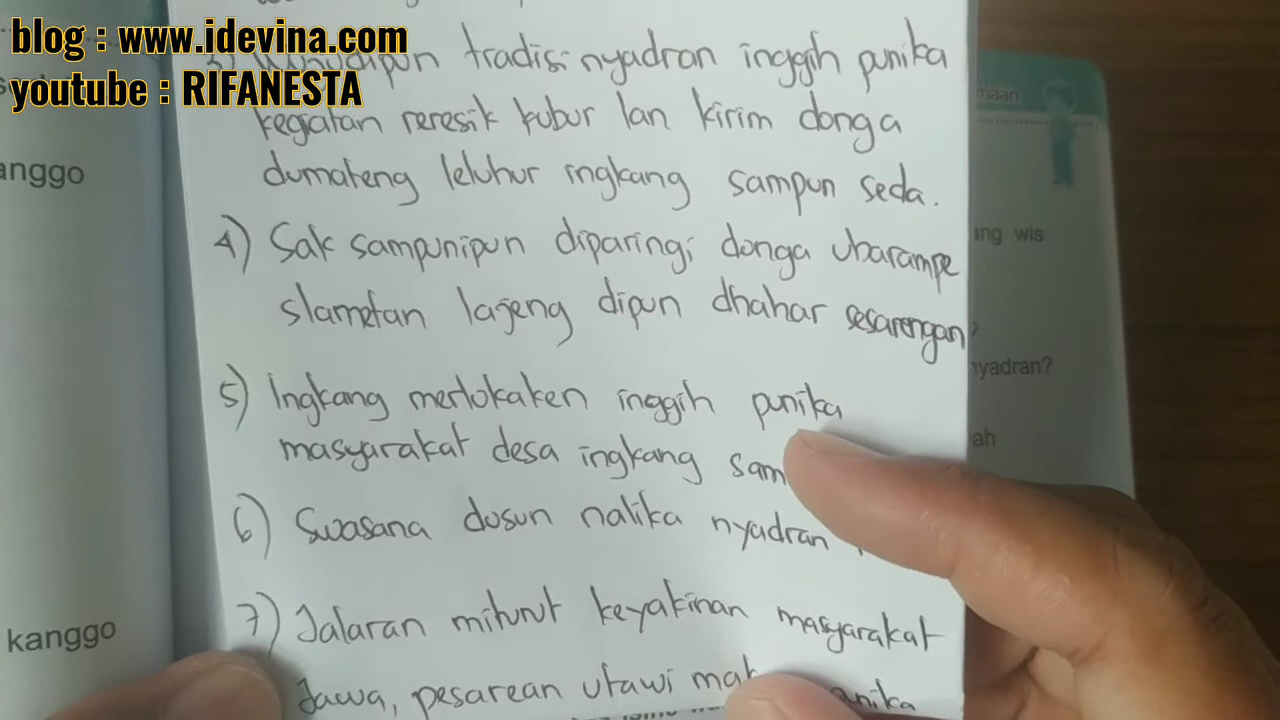 blog : www.idevina.com
youtube : RIFANESTA
tradisi nyadran inggih punika
kegiatan reresik kubur lan kirim donga
dumateng leluhur ingkang sampun seda.
4) Sak sampunipun diparingi donga ubarampe
slametan lajeng dipun dhahar sesarengan
5) Ingkang merlokaken inggih punika
masyarakat desa ingkang sam
6) Swasana dusun nalika nyadran
7) Jalaran miturut keyakinan masyarakat
Jawa, pesarean utawi
anggo
kanggo
ang wis
nyadran?
ah